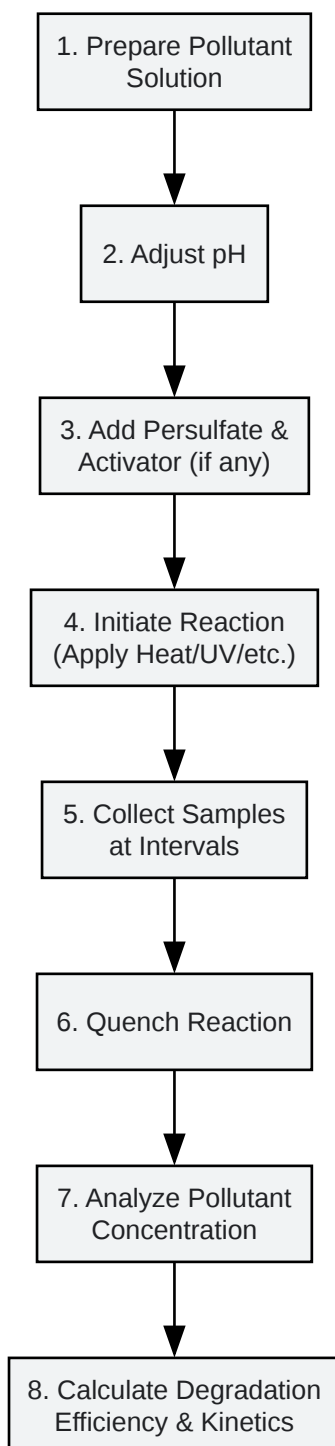 1. Prepare Pollutant
Solution
2. Adjust pH
3. Add Persulfate &
Activator (if any)
4. Initiate Reaction
(Apply Heat/UV/etc.)
5. Collect Samples
at Intervals
6. Quench Reaction
7. Analyze Pollutant
Concentration
8. Calculate Degradation
Efficiency & Kinetics